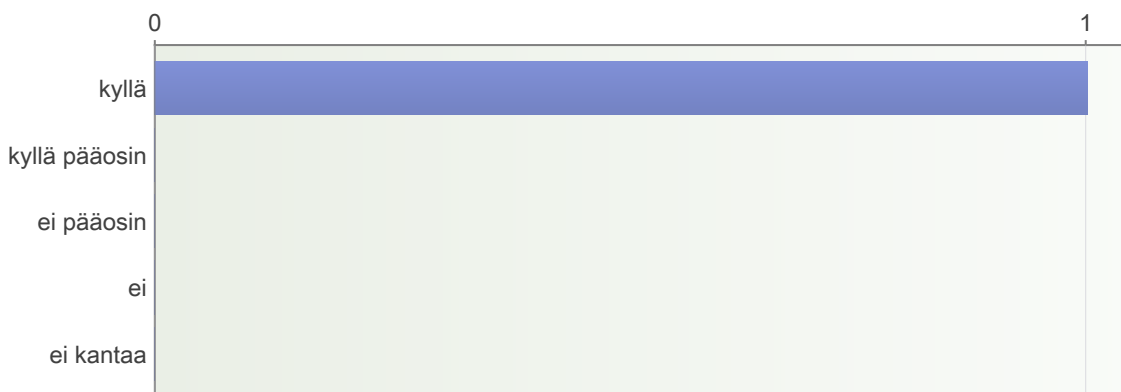 0 1
kyllä
kyllä pääosin
ei pääosin
ei
ei kantaa